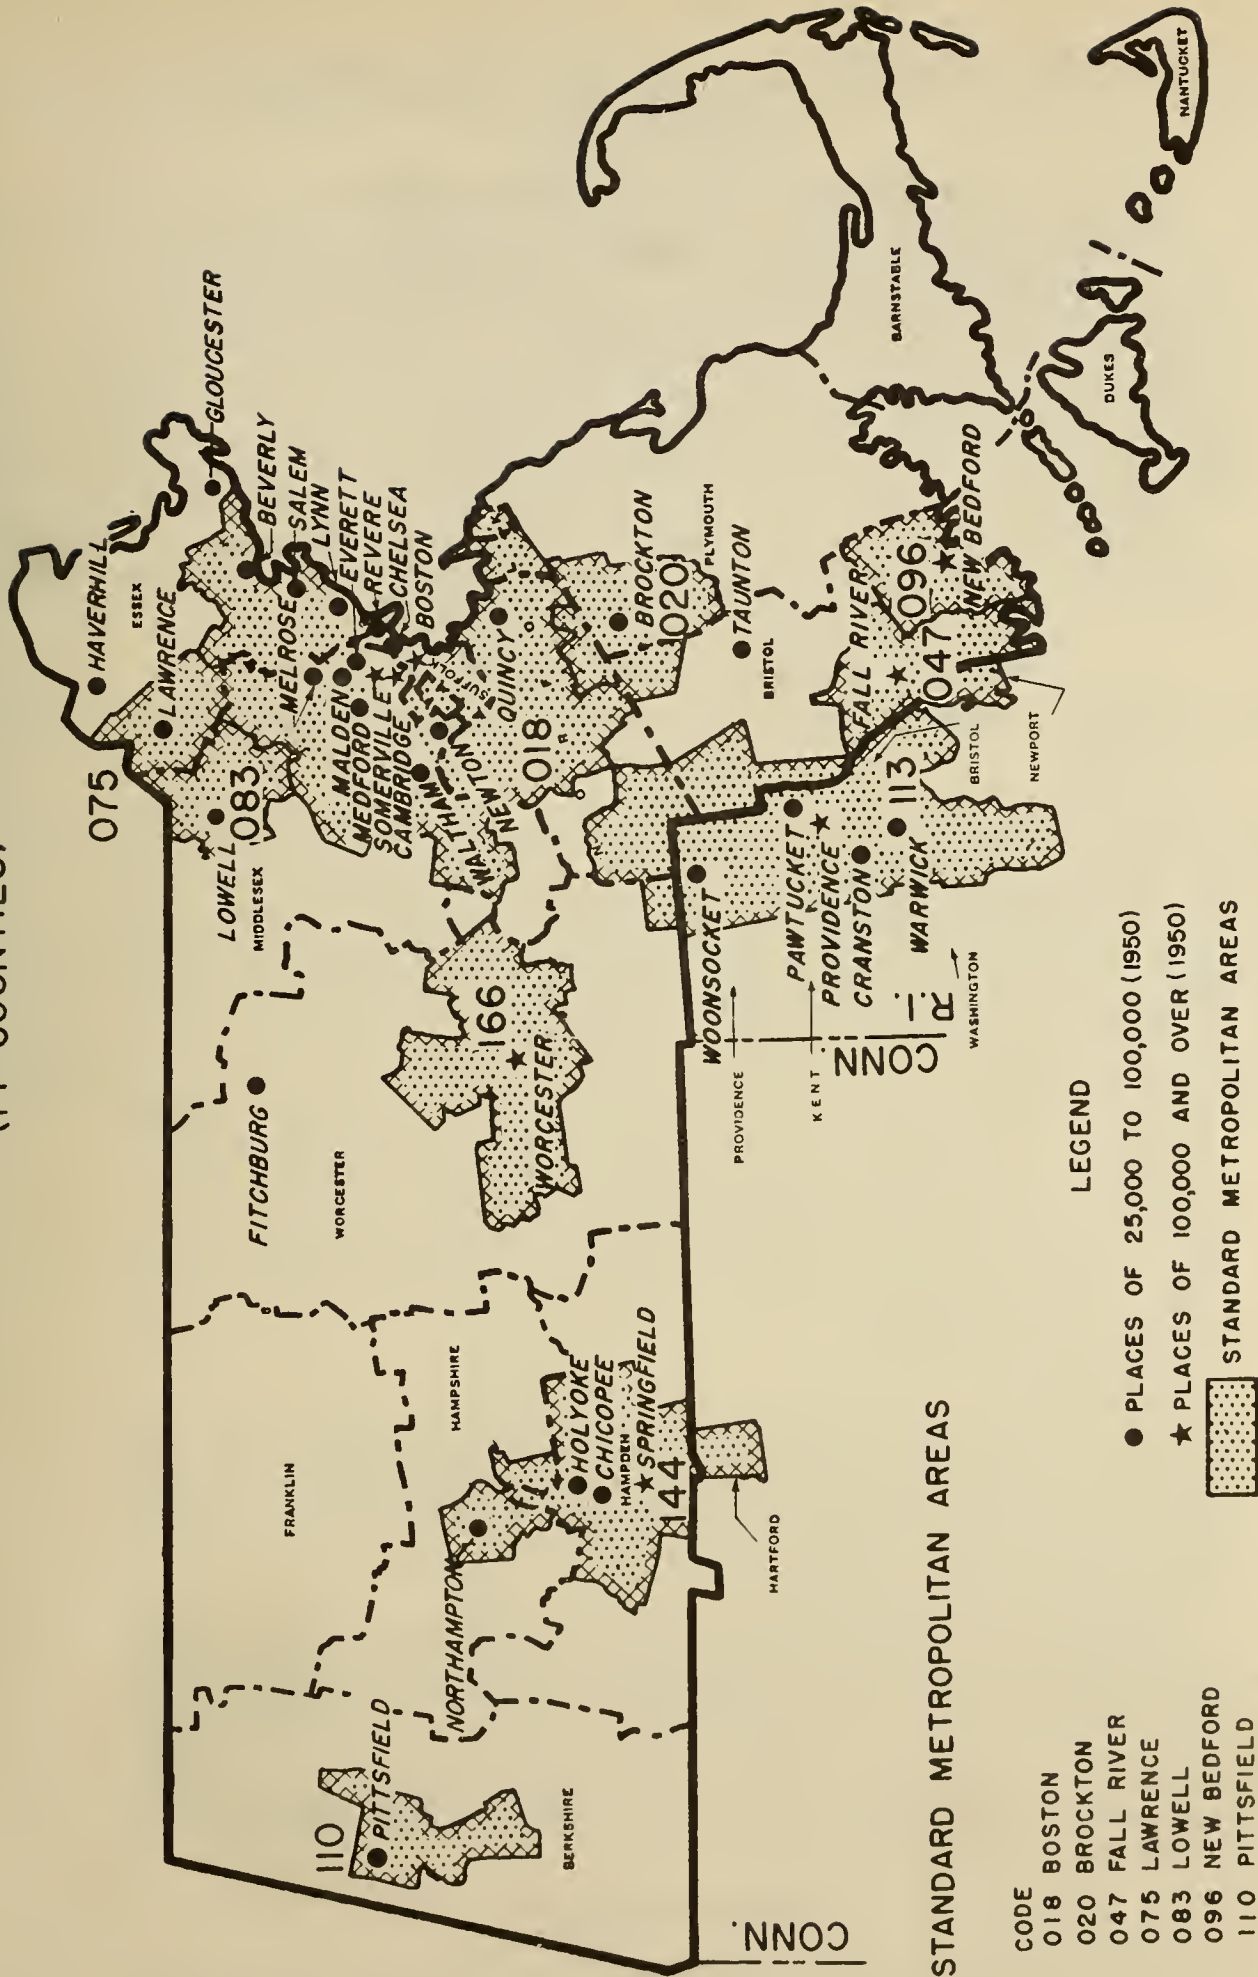 HAVERHILL
ESSEX
GLOUCESTER
BEVERLY
SALEM
LYNN
EVERETT
REVERE
CHELSEA
BOSTON
075
LAWRENCE
LOWELL
083
MIDDLESEX
MELROSE
MALDEN
MEDFORD
SOMERVILLE
CAMBRIDGE
WALTHAM
NEWTON
SUFFOLK
QUINCY
018
BROCKTON
020
PLYMOUTH
TAUNTON
BRISTOL
FALL RIVER
047
096
NEW BEDFORD
BARNSTABLE
DUKES
NANTUCKET
FITCHBURG
WORCESTER
166
WORCESTER
FRANKLIN
HAMPSHIRE
NORTHAMPTON
HOLYOKE
CHICOPEE
HAMPDEN
SPRINGFIELD
144
HARTFORD
110
PITTSFIELD
BERKSHIRE
CONN.
WOONSOCKET
PAWTUCKET
PROVIDENCE
CRANSTON
WARWICK
113
BRISTOL
NEWPORT
PROVIDENCE
KENT
CONN.
R.I.
WASHINGTON
STANDARD METROPOLITAN AREAS
CODE
018 BOSTON
020 BROCKTON
047 FALL RIVER
075 LAWRENCE
083 LOWELL
096 NEW BEDFORD
110 PITTSFIELD
LEGEND
PLACES OF 25,000 TO 100,000 (1950)
PLACES OF 100,000 AND OVER (1950)
STANDARD METROPOLITAN AREAS